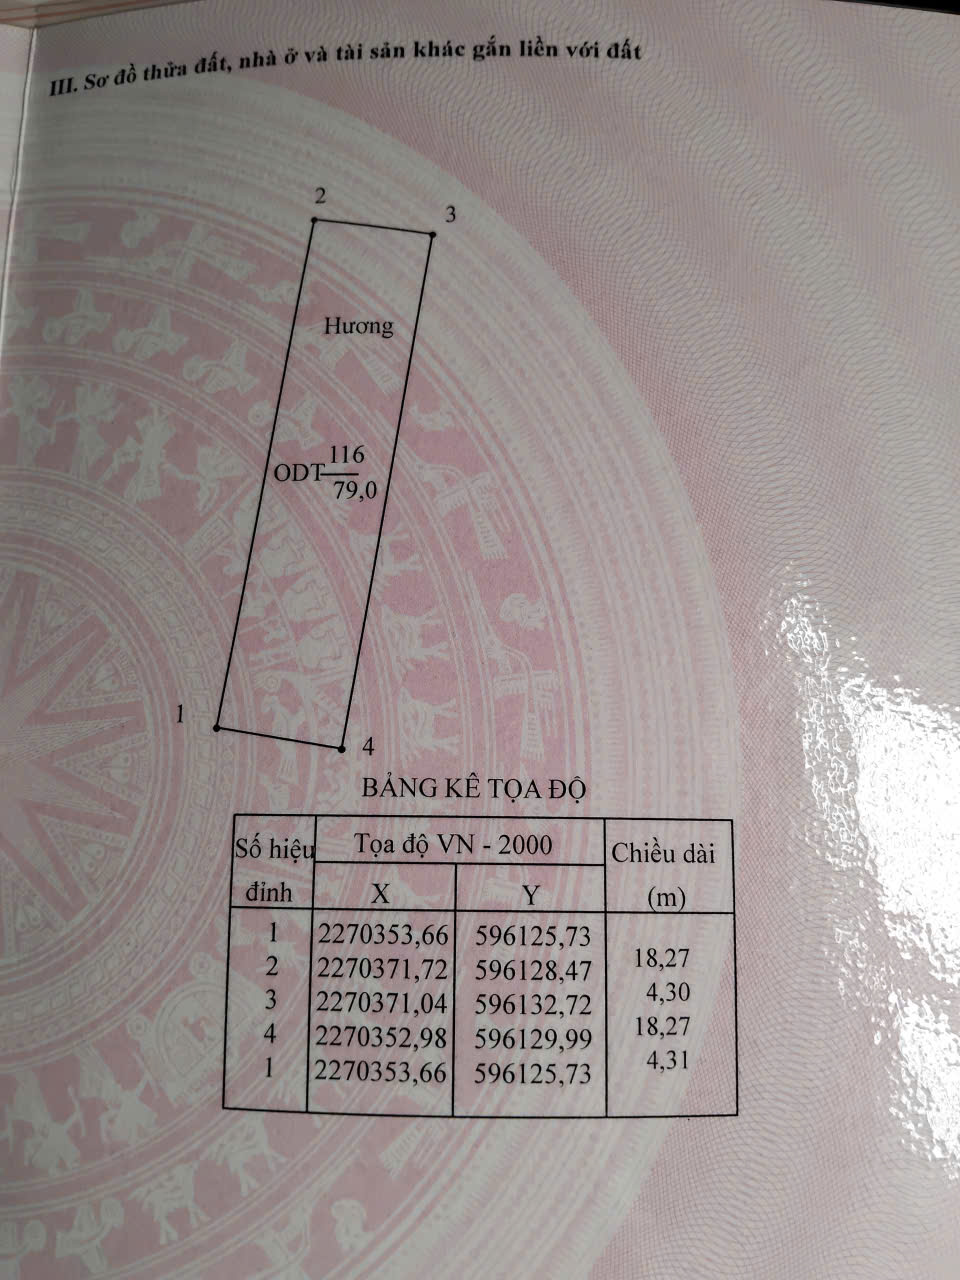 III. Sơ đồ thửa đất, nhà ở và tài sản khác gắn liền với đất
2
3
Hương
ODT 116
79,0
1
4
BẢNG KÊ TỌA ĐỘ
Số hiệu đỉnh Tọa độ VN - 2000 Chiều dài (m)
X Y
1 2270353,66 596125,73
18,27
2 2270371,72 596128,47
4,30
3 2270371,04 596132,72
18,27
4 2270352,98 596129,99
4,31
1 2270353,66 596125,73